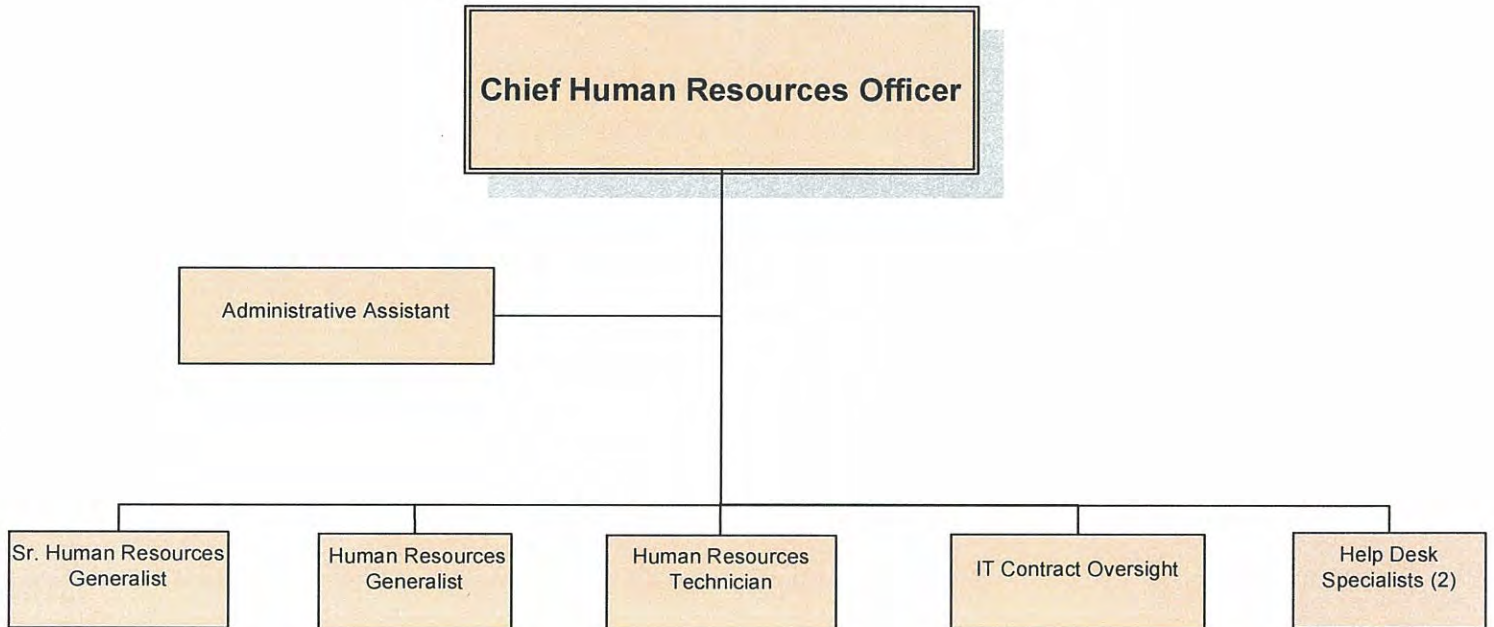 Chief Human Resources Officer
Administrative Assistant
Sr. Human Resources
Generalist
Human Resources
Generalist
Human Resources
Technician
IT Contract Oversight
Help Desk
Specialists (2)